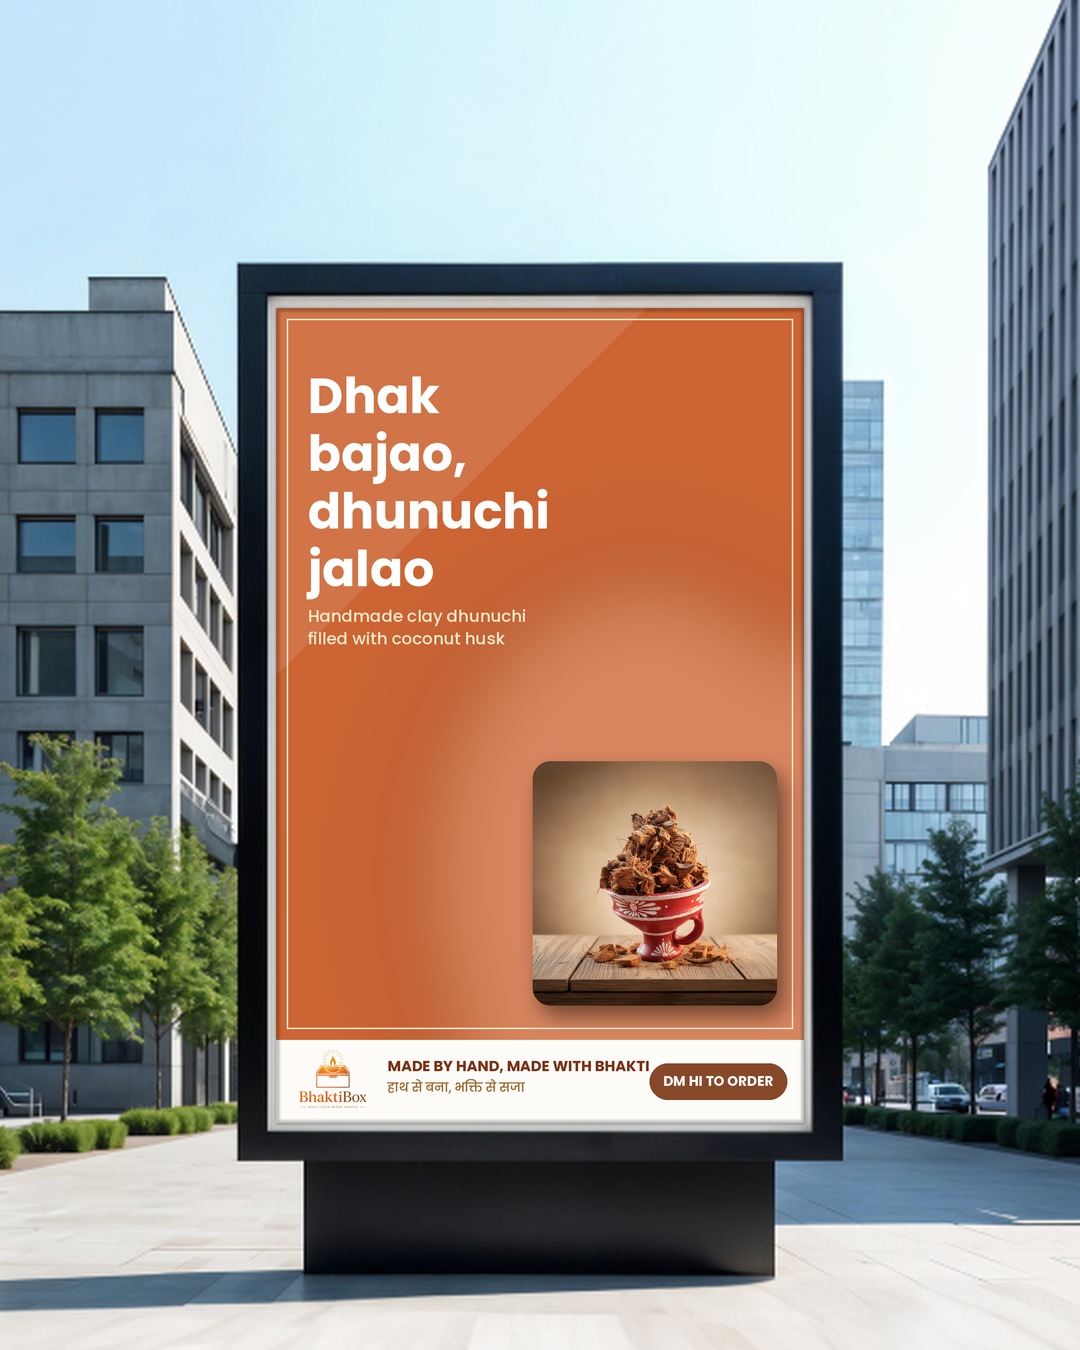 Dhak
bajao,
dhunuchi
jalao
Handmade clay dhunuchi
filled with coconut husk
BhaktiBox
MADE BY HAND, MADE WITH BHAKTI
हाथ से बना, भक्ति से सजा
DM HI TO ORDER